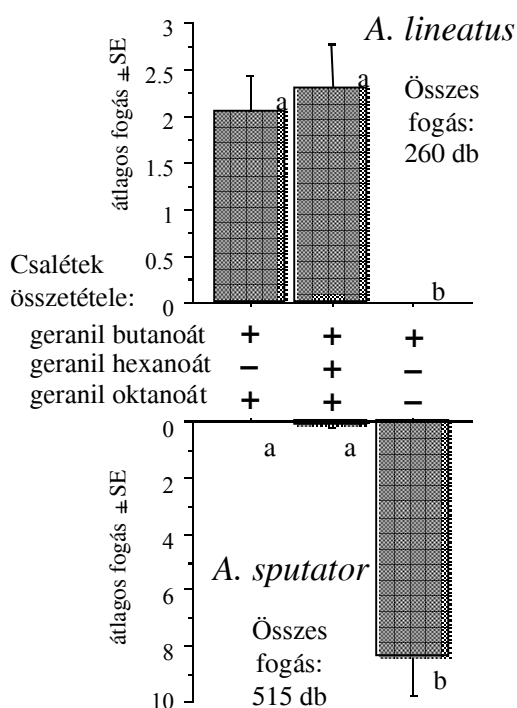 A. lineatus
Összes
fogás:
260 db
átlagos fogás ±SE
3
2.5
2
1.5
1
0.5
0
a
a
b
Csalétek
összetétele:
geranil butanoát + + +
geranil hexanoát – + –
geranil oktanoát + + –
átlagos fogás ±SE
0
2
4
6
8
10
a
a
b
A. sputator
Összes
fogás:
515 db